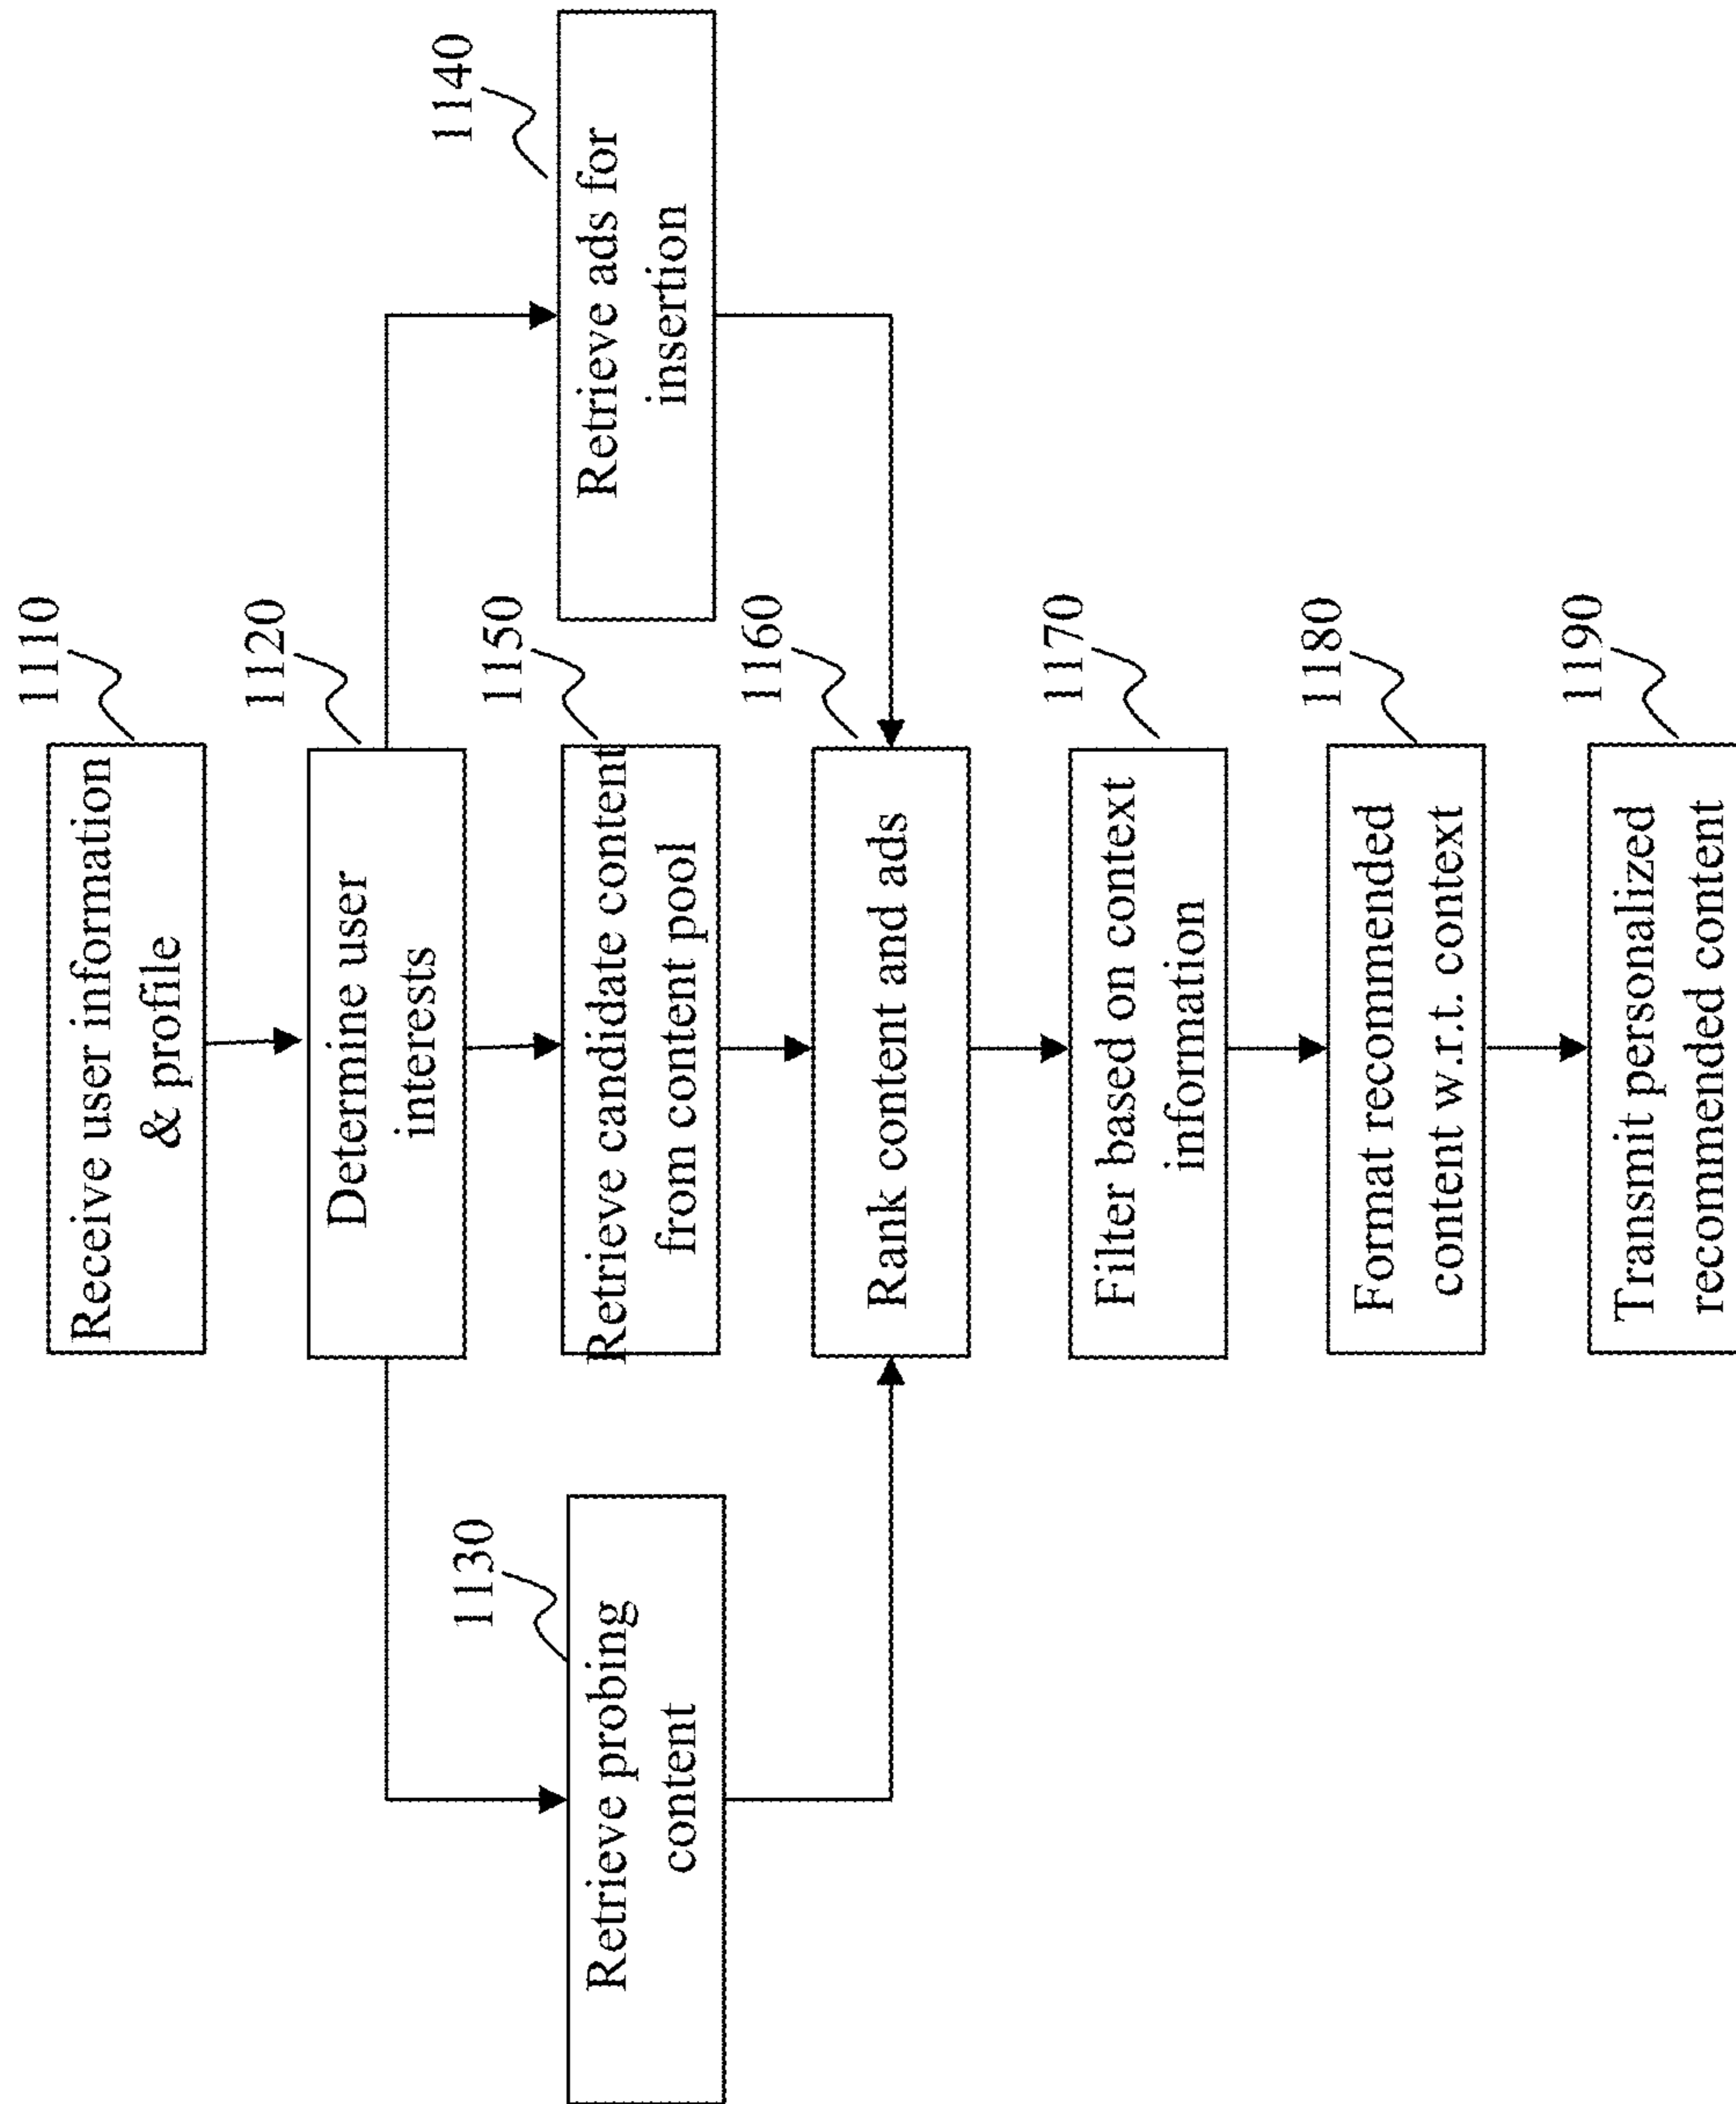 1110
Receive user information
& profile
1120
Determine user
interests
1130
Retrieve probing
content
1150
Retrieve candidate content
from content pool
1140
Retrieve ads for
insertion
1160
Rank content and ads
1170
Filter based on context
information
1180
Format recommended
content w.r.t. context
1190
Transmit personalized
recommended content